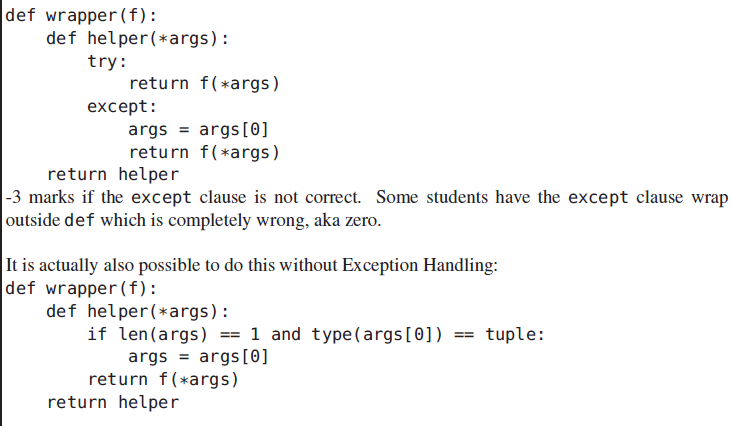 def wrapper(f):
    def helper(*args):
        try:
            return f(*args)
        except:
            args = args[0]
            return f(*args)
    return helper
-3 marks if the except clause is not correct. Some students have the except clause wrap
outside def which is completely wrong, aka zero.
It is actually also possible to do this without Exception Handling:
def wrapper(f):
    def helper(*args):
        if len(args) == 1 and type(args[0]) == tuple:
            args = args[0]
        return f(*args)
    return helper